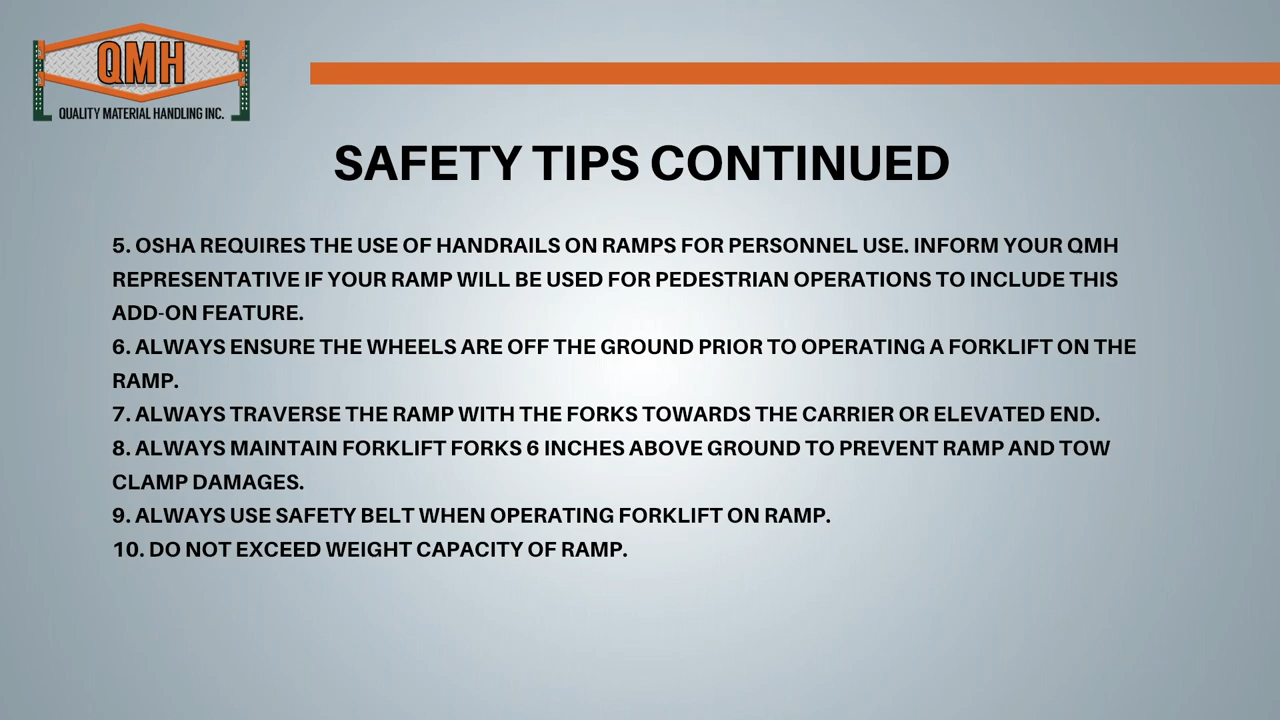 QMH
QUALITY MATERIAL HANDLING INC.
SAFETY TIPS CONTINUED
5. OSHA REQUIRES THE USE OF HANDRAILS ON RAMPS FOR PERSONNEL USE. INFORM YOUR QMH
REPRESENTATIVE IF YOUR RAMP WILL BE USED FOR PEDESTRIAN OPERATIONS TO INCLUDE THIS
ADD-ON FEATURE.
6. ALWAYS ENSURE THE WHEELS ARE OFF THE GROUND PRIOR TO OPERATING A FORKLIFT ON THE
RAMP.
7. ALWAYS TRAVERSE THE RAMP WITH THE FORKS TOWARDS THE CARRIER OR ELEVATED END.
8. ALWAYS MAINTAIN FORKLIFT FORKS 6 INCHES ABOVE GROUND TO PREVENT RAMP AND TOW
CLAMP DAMAGES.
9. ALWAYS USE SAFETY BELT WHEN OPERATING FORKLIFT ON RAMP.
10. DO NOT EXCEED WEIGHT CAPACITY OF RAMP.